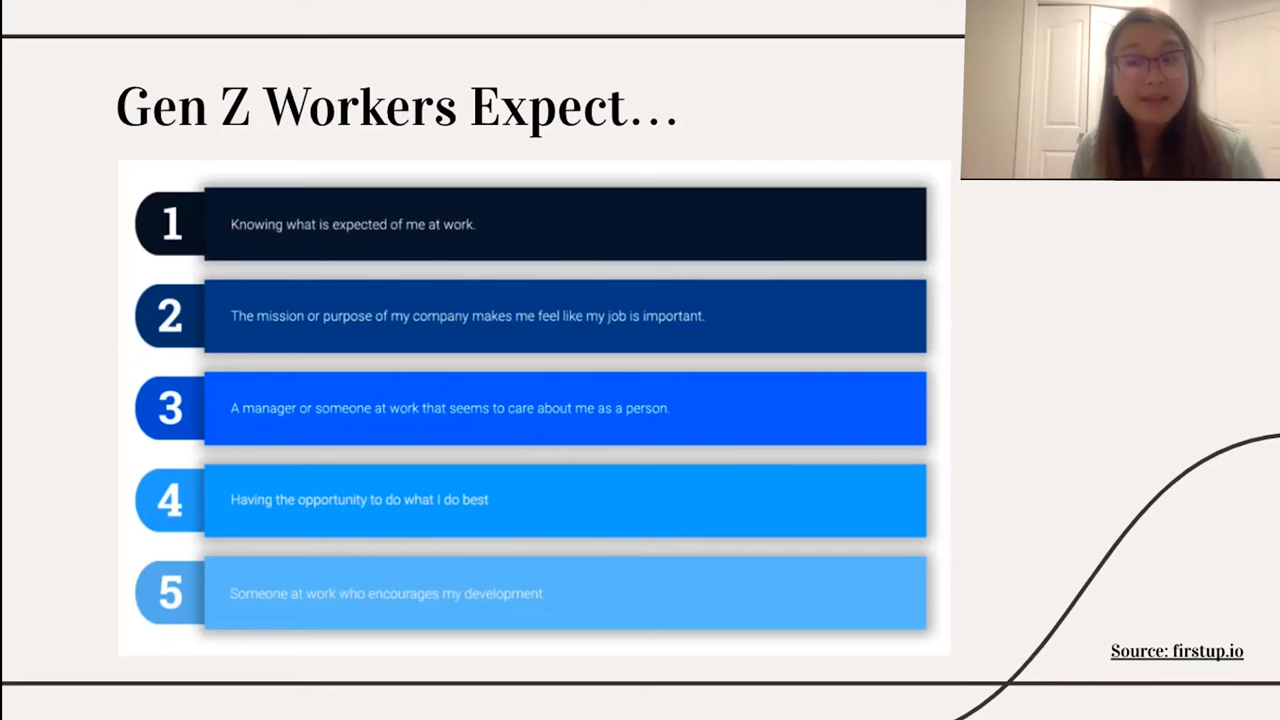 Gen Z Workers Expect...
1 Knowing what is expected of me at work.
2 The mission or purpose of my company makes me feel like my job is important.
3 A manager or someone at work that seems to care about me as a person.
4 Having the opportunity to do what I do best
5 Someone at work who encourages my development
Source: firstup.io